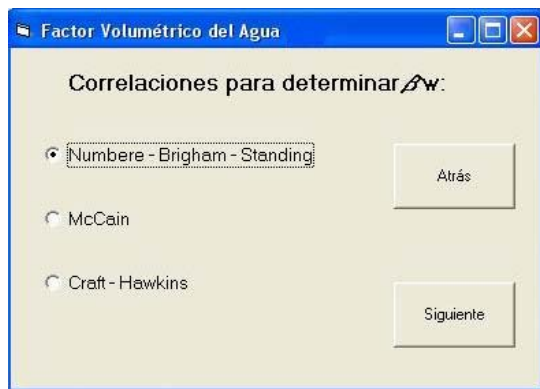 Factor Volumétrico del Agua
Correlaciones para determinar βw:
Numbere - Brigham - Standing
Atrás
McCain
Craft - Hawkins
Siguiente